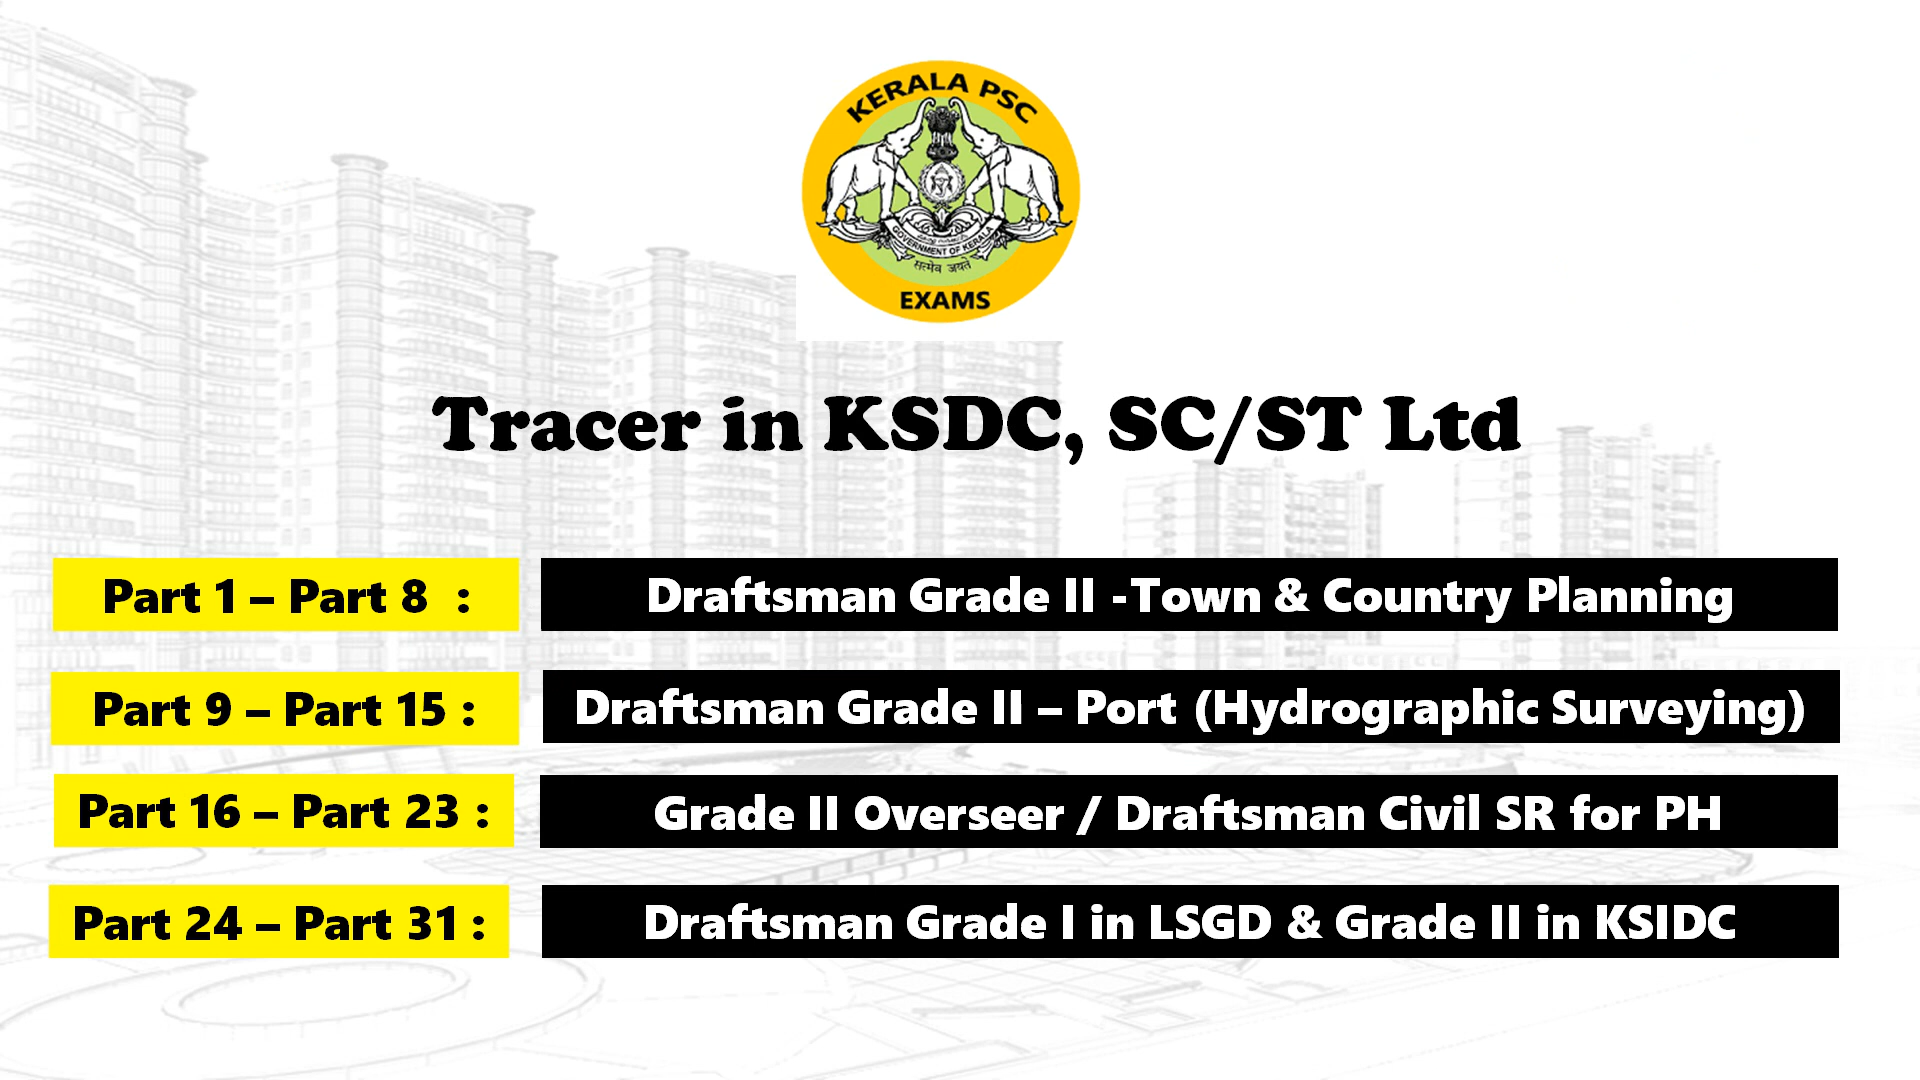 KERALA PSC
GOVERNMENT OF KERALA
सत्मेव जयते
EXAMS
Tracer in KSDC, SC/ST Ltd
Part 1 – Part 8 :
Draftsman Grade II -Town & Country Planning
Part 9 – Part 15 :
Draftsman Grade II – Port (Hydrographic Surveying)
Part 16 – Part 23 :
Grade II Overseer / Draftsman Civil SR for PH
Part 24 – Part 31 :
Draftsman Grade I in LSGD & Grade II in KSIDC